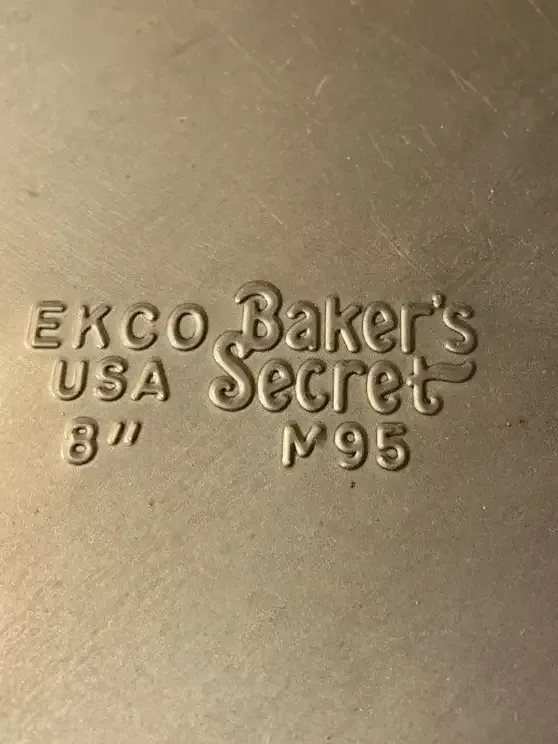 EKCO Baker's
USA Secret
8" M95